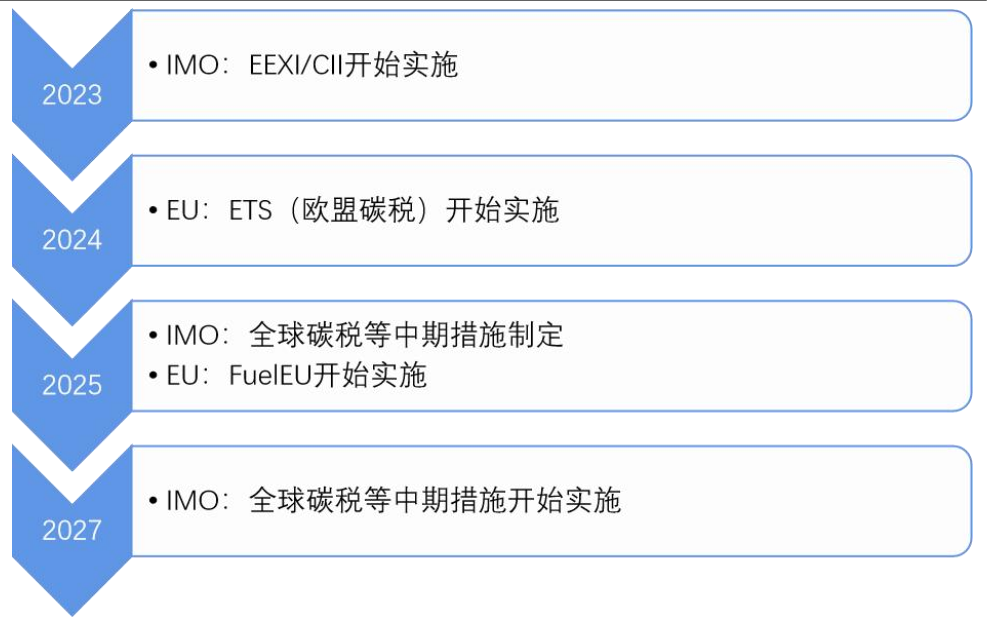 2023
• IMO：EEXI/CII开始实施
2024
• EU：ETS（欧盟碳税）开始实施
2025
• IMO：全球碳税等中期措施制定
• EU：FuelEU开始实施
2027
• IMO：全球碳税等中期措施开始实施